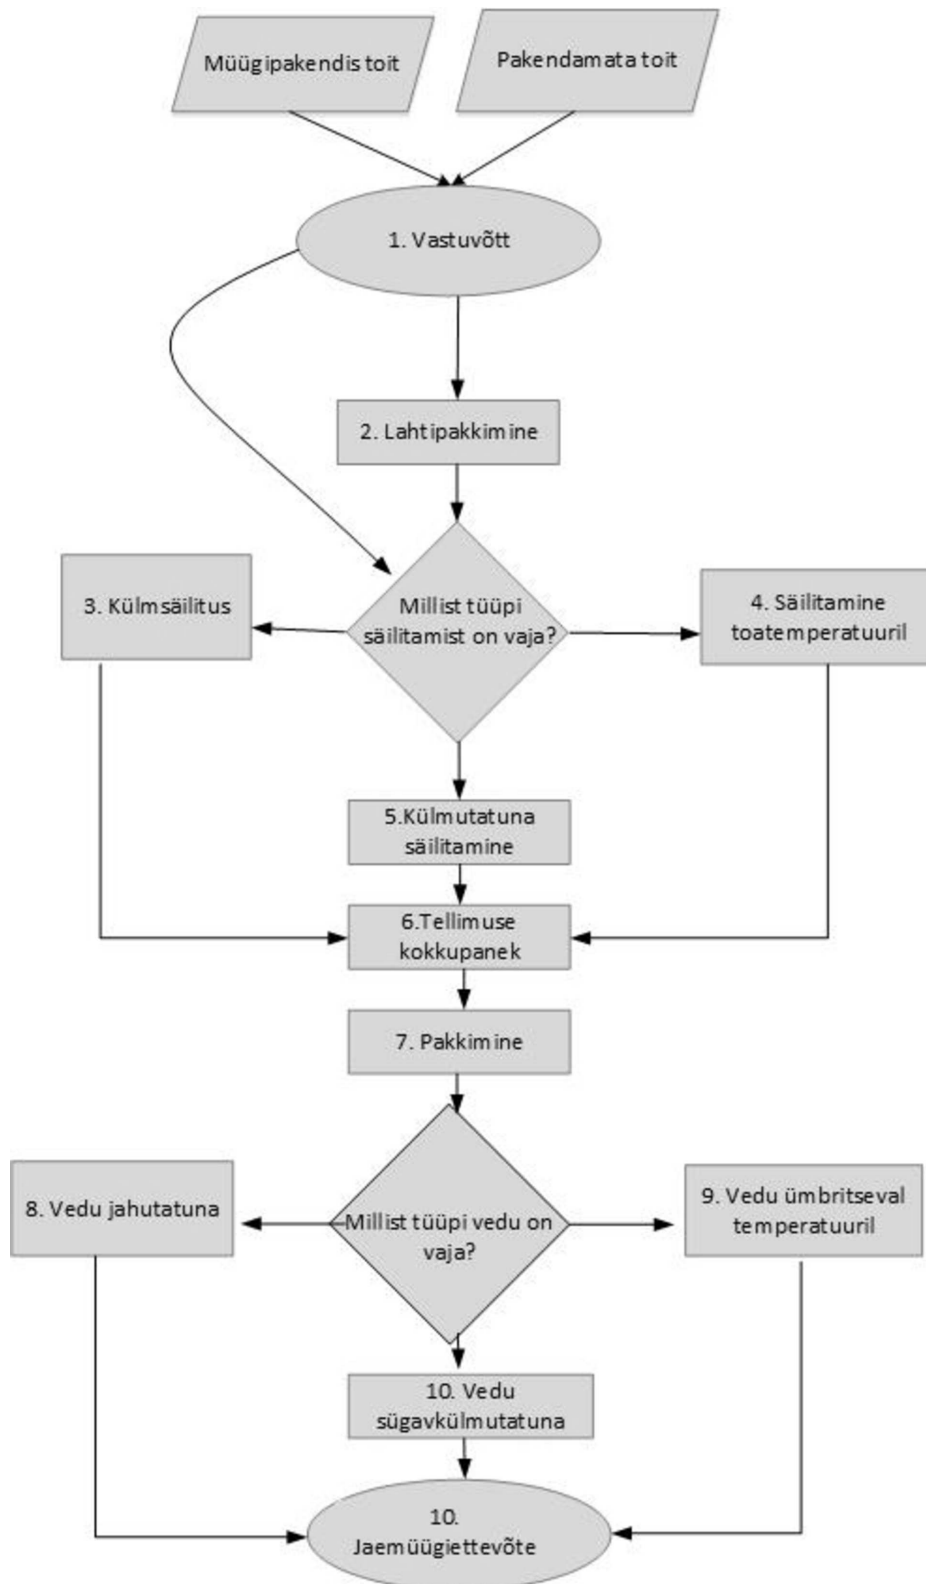 Müügipakendis toit
Pakendamata toit
1. Vastuvõtt
2. Lahtipakkimine
3. Külmsäilitus
Millist tüüpi
säilitamist on vaja?
4. Säilitamine
toatemperatuuril
5.Külmutatuna
säilitamine
6.Tellimuse
kokkupanek
7. Pakkimine
8. Vedu jahutatuna
Millist tüüpi vedu on
vaja?
9. Vedu ümbritseval
temperatuuril
10. Vedu
sügavkülmutatuna
10.
Jaemüügiettevõte